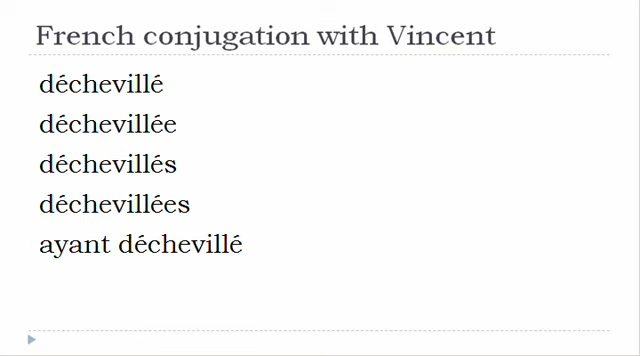 French conjugation with Vincent
déchevillé
déchevillée
déchevillés
déchevillées
ayant déchevillé